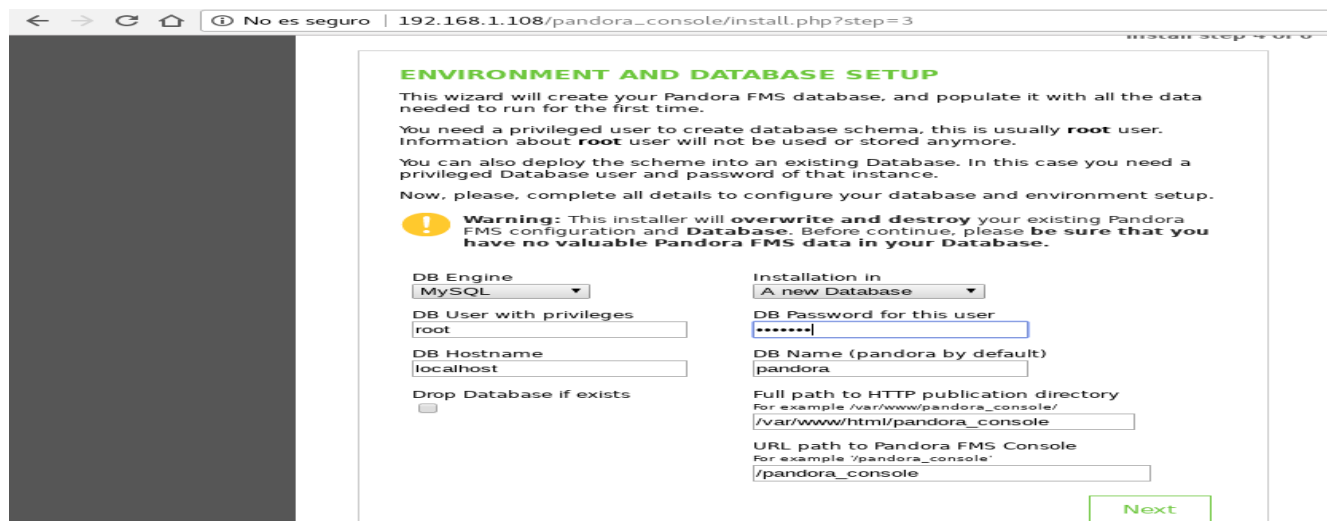 No es seguro | 192.168.1.108/pandora_console/install.php?step=3
Install step 4 of 6
ENVIRONMENT AND DATABASE SETUP
This wizard will create your Pandora FMS database, and populate it with all the data
needed to run for the first time.
You need a privileged user to create database schema, this is usually root user.
Information about root user will not be used or stored anymore.
You can also deploy the scheme into an existing Database. In this case you need a
privileged Database user and password of that instance.
Now, please, complete all details to configure your database and environment setup.
Warning: This installer will overwrite and destroy your existing Pandora
FMS configuration and Database. Before continue, please be sure that you
have no valuable Pandora FMS data in your Database.
DB Engine
MySQL
Installation in
A new Database
DB User with privileges
root
DB Password for this user
•••••••
DB Hostname
localhost
DB Name (pandora by default)
pandora
Drop Database if exists
Full path to HTTP publication directory
For example /var/www/pandora_console/
/var/www/html/pandora_console
URL path to Pandora FMS Console
For example '/pandora_console'
/pandora_console
Next